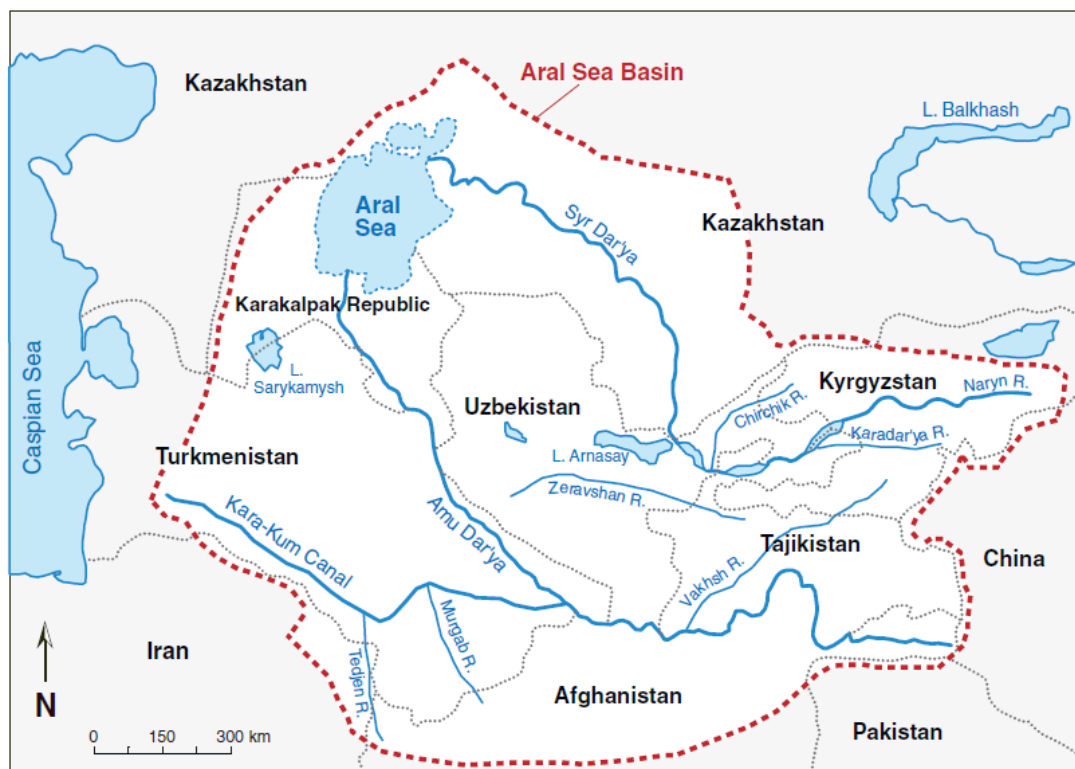 Kazakhstan
Aral Sea Basin
L. Balkhash
Aral
Sea
Syr Dar'ya
Kazakhstan
Karakalpak Republic
L.
Sarykamysh
Caspian Sea
Uzbekistan
Kyrgyzstan
Naryn R.
Chirchik R.
Karadar'ya R.
L. Arnasay
Turkmenistan
Zeravshan R.
Kara-Kum Canal
Amu Dar'ya
Tajikistan
Vakhsh R.
China
Murgab R.
Tedjen R.
Iran
Afghanistan
Pakistan
N
0 150 300 km